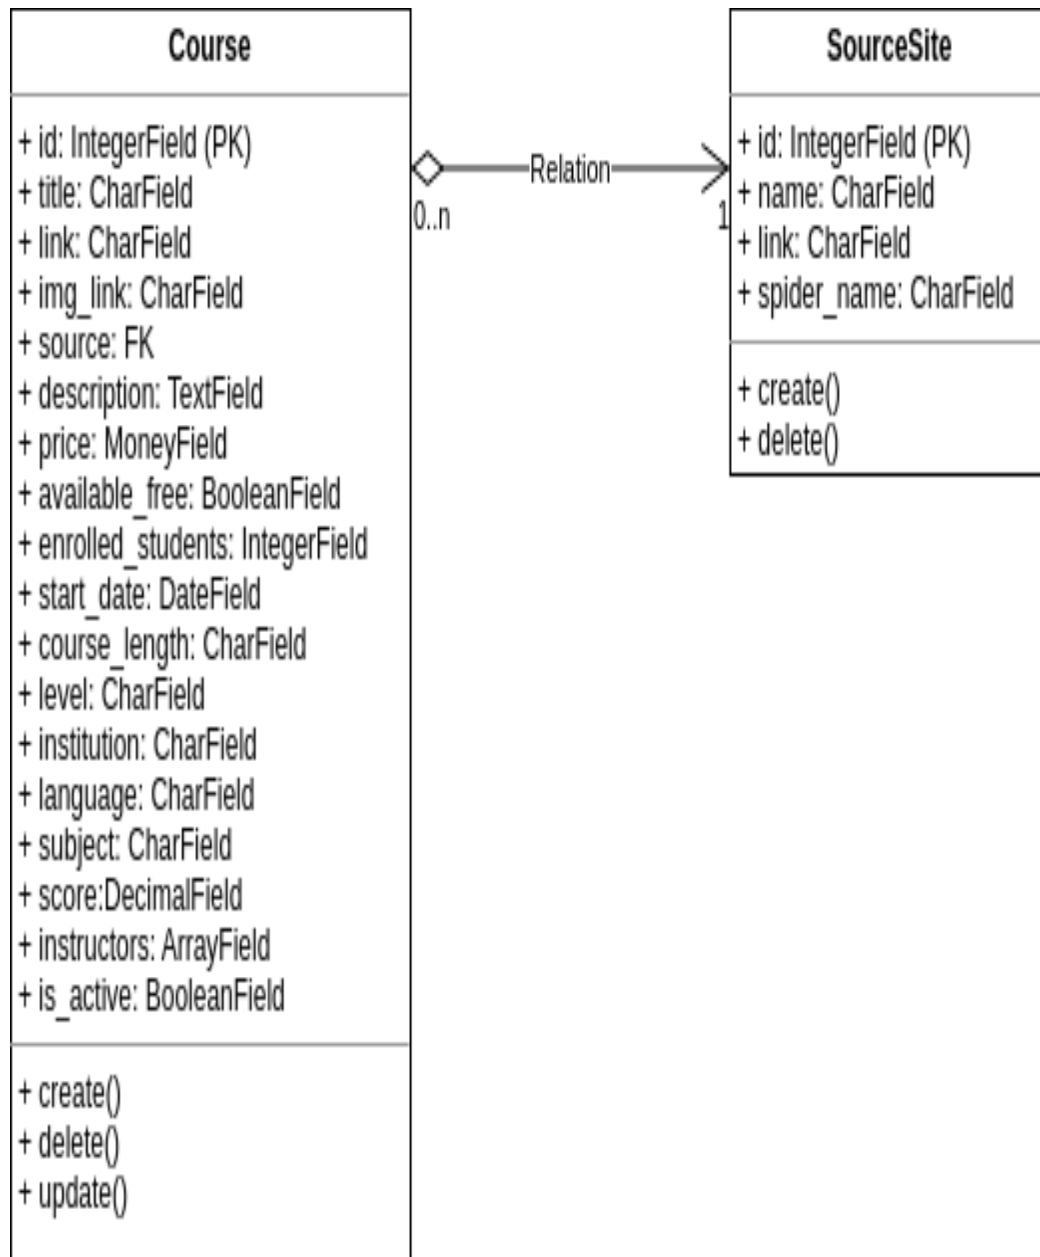 Course
+ id: IntegerField (PK)
+ title: CharField
+ link: CharField
+ img_link: CharField
+ source: FK
+ description: TextField
+ price: MoneyField
+ available_free: BooleanField
+ enrolled_students: IntegerField
+ start_date: DateField
+ course_length: CharField
+ level: CharField
+ institution: CharField
+ language: CharField
+ subject: CharField
+ score:DecimalField
+ instructors: ArrayField
+ is_active: BooleanField
+ create()
+ delete()
+ update()
Relation
0..n
1
SourceSite
+ id: IntegerField (PK)
+ name: CharField
+ link: CharField
+ spider_name: CharField
+ create()
+ delete()